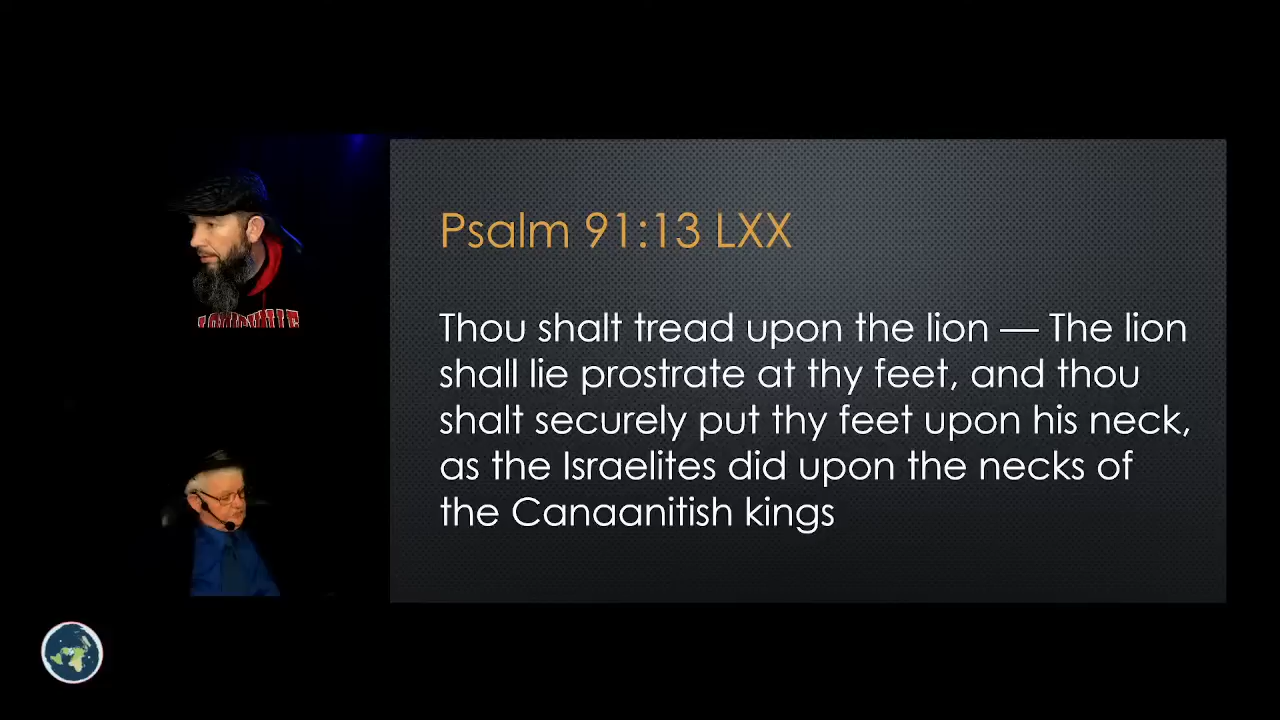 Psalm 91:13 LXX
Thou shalt tread upon the lion — The lion
shall lie prostrate at thy feet, and thou
shalt securely put thy feet upon his neck,
as the Israelites did upon the necks of
the Canaanitish kings